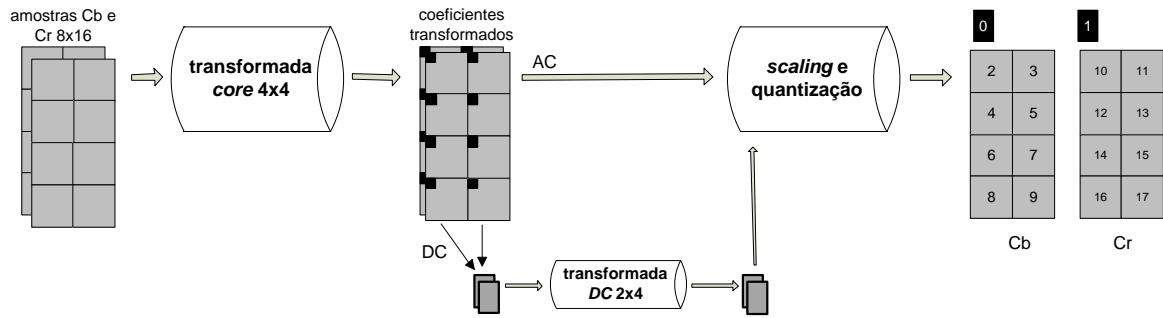 amostras Cb e
Cr 8x16
transformada
core 4x4
coeficientes
transformados
AC
scaling e
quantização
0
2 3
4 5
6 7
8 9
Cb
1
10 11
12 13
14 15
16 17
Cr
DC
transformada
DC 2x4